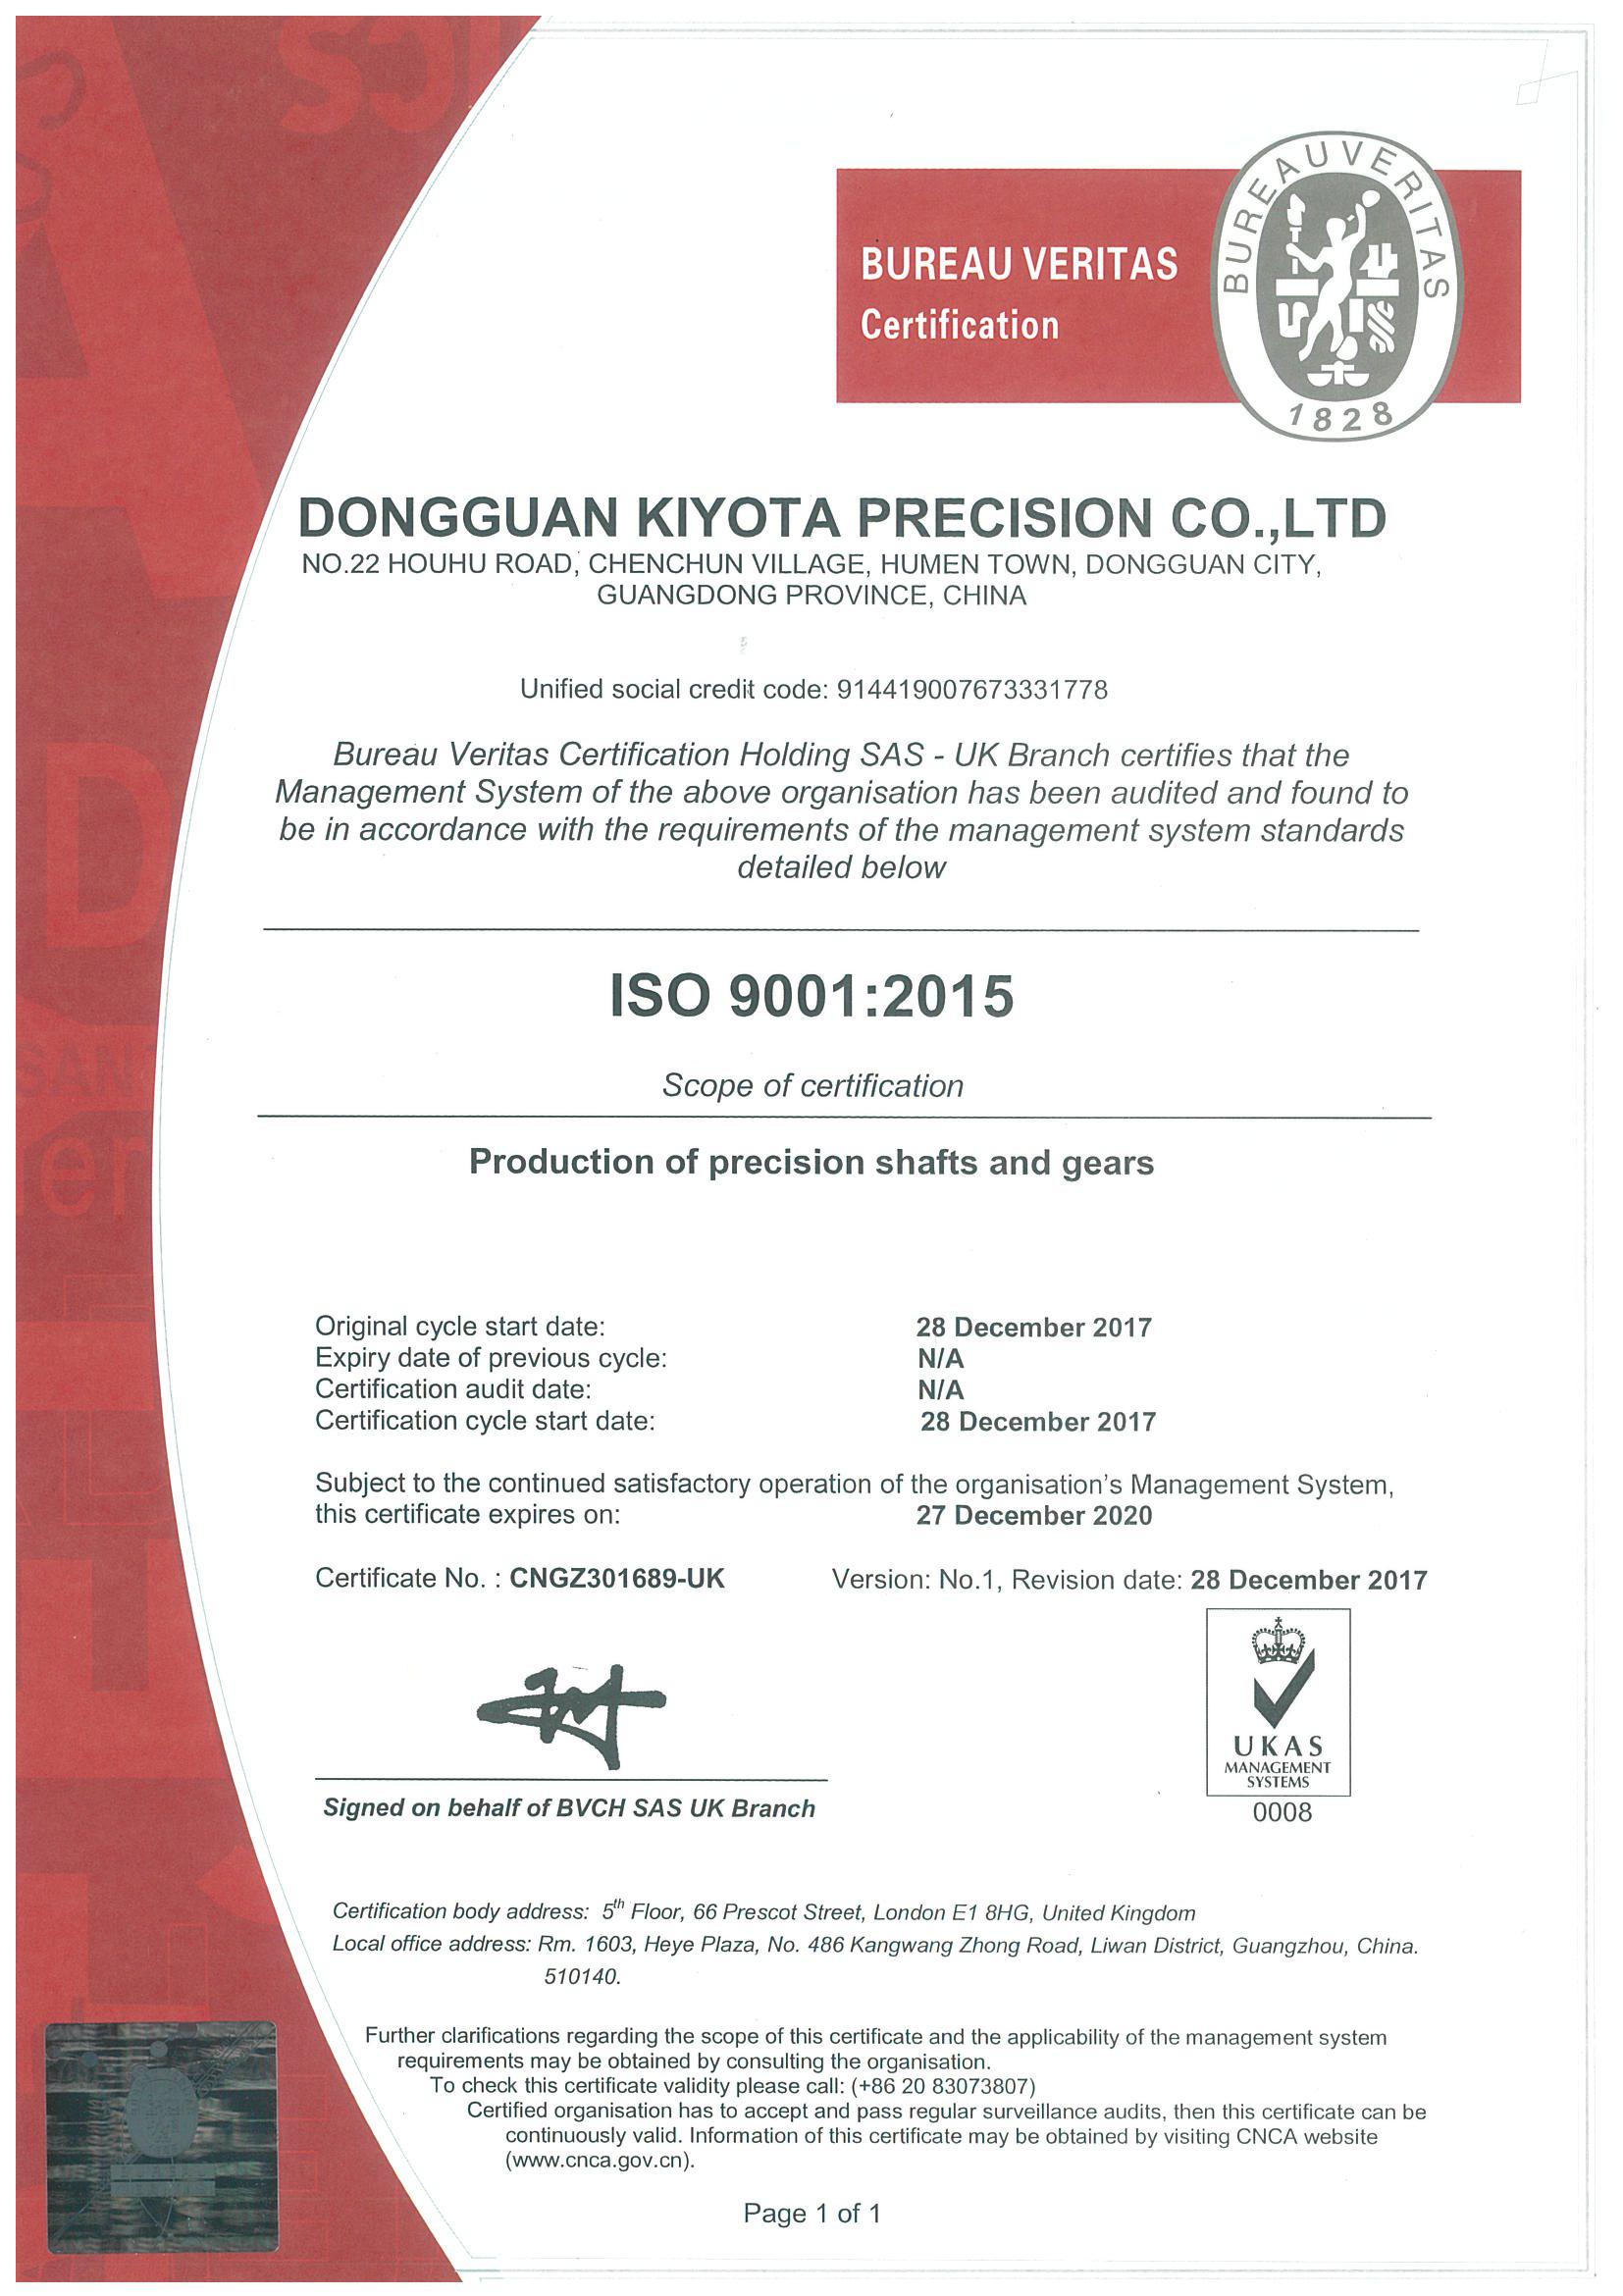 BUREAU VERITAS
Certification
BUREAU VERITAS
1828
DONGGUAN KIYOTA PRECISION CO.,LTD
NO.22 HOUHU ROAD, CHENCHUN VILLAGE, HUMEN TOWN, DONGGUAN CITY,
GUANGDONG PROVINCE, CHINA
Unified social credit code: 914419007673331778
Bureau Veritas Certification Holding SAS - UK Branch certifies that the
Management System of the above organisation has been audited and found to
be in accordance with the requirements of the management system standards
detailed below
ISO 9001:2015
Scope of certification
Production of precision shafts and gears
Original cycle start date: 28 December 2017
Expiry date of previous cycle: N/A
Certification audit date: N/A
Certification cycle start date: 28 December 2017
Subject to the continued satisfactory operation of the organisation's Management System,
this certificate expires on: 27 December 2020
Certificate No. : CNGZ301689-UK Version: No.1, Revision date: 28 December 2017
UKAS
MANAGEMENT
SYSTEMS
0008
Signed on behalf of BVCH SAS UK Branch
Certification body address: 5th Floor, 66 Prescot Street, London E1 8HG, United Kingdom
Local office address: Rm. 1603, Heye Plaza, No. 486 Kangwang Zhong Road, Liwan District, Guangzhou, China.
510140.
Further clarifications regarding the scope of this certificate and the applicability of the management system
requirements may be obtained by consulting the organisation.
To check this certificate validity please call: (+86 20 83073807)
Certified organisation has to accept and pass regular surveillance audits, then this certificate can be
continuously valid. Information of this certificate may be obtained by visiting CNCA website
(www.cnca.gov.cn).
Page 1 of 1